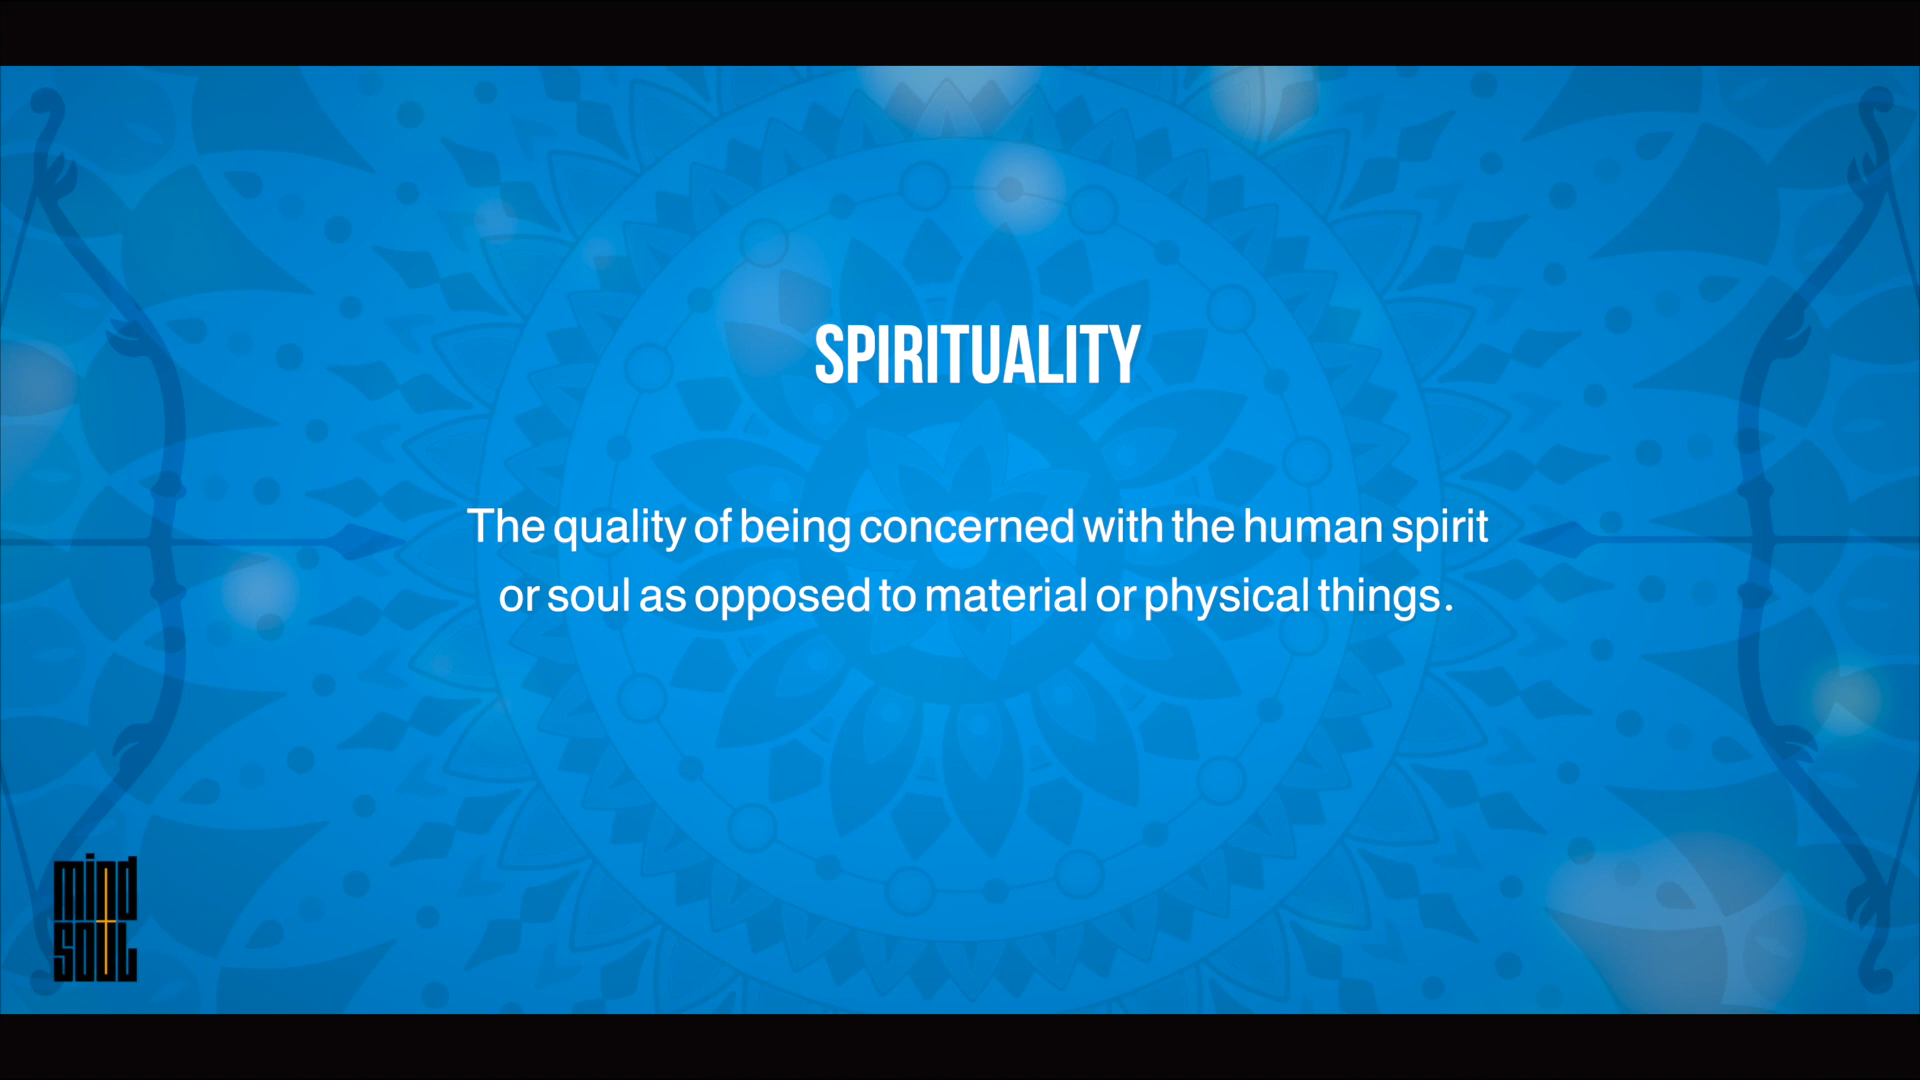 SPIRITUALITY
The quality of being concerned with the human spirit
or soul as opposed to material or physical things.
mind
soul